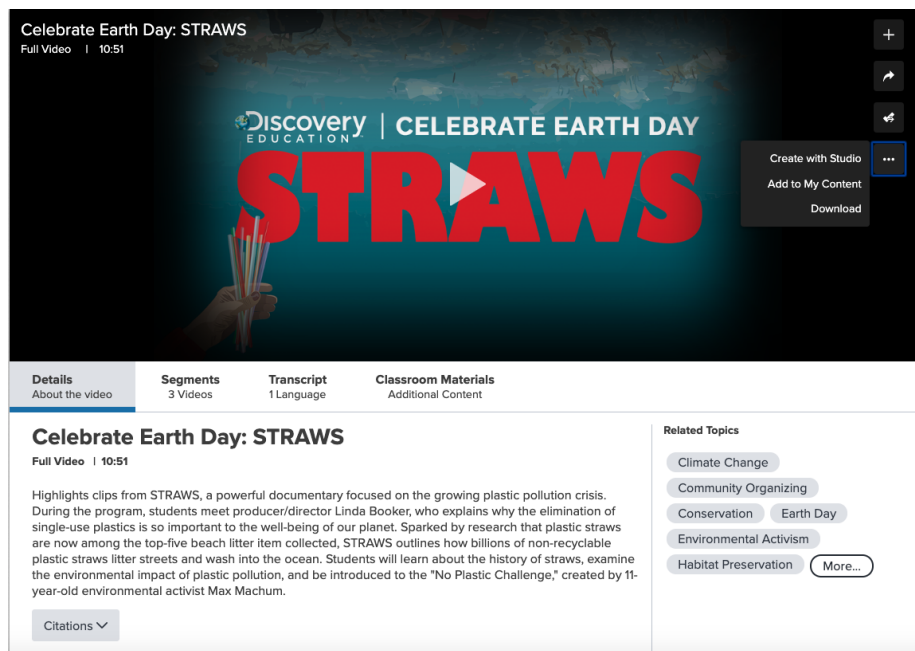 Celebrate Earth Day: STRAWS
Full Video | 10:51
Discovery EDUCATION | CELEBRATE EARTH DAY
STRAWS
Create with Studio
Add to My Content
Download
Details
About the video
Segments
3 Videos
Transcript
1 Language
Classroom Materials
Additional Content
Celebrate Earth Day: STRAWS
Full Video | 10:51
Highlights clips from STRAWS, a powerful documentary focused on the growing plastic pollution crisis.
During the program, students meet producer/director Linda Booker, who explains why the elimination of
single-use plastics is so important to the well-being of our planet. Sparked by research that plastic straws
are now among the top-five beach litter item collected, STRAWS outlines how billions of non-recyclable
plastic straws litter streets and wash into the ocean. Students will learn about the history of straws, examine
the environmental impact of plastic pollution, and be introduced to the "No Plastic Challenge," created by 11-
year-old environmental activist Max Machum.
Citations
Related Topics
Climate Change
Community Organizing
Conservation Earth Day
Environmental Activism
Habitat Preservation More...